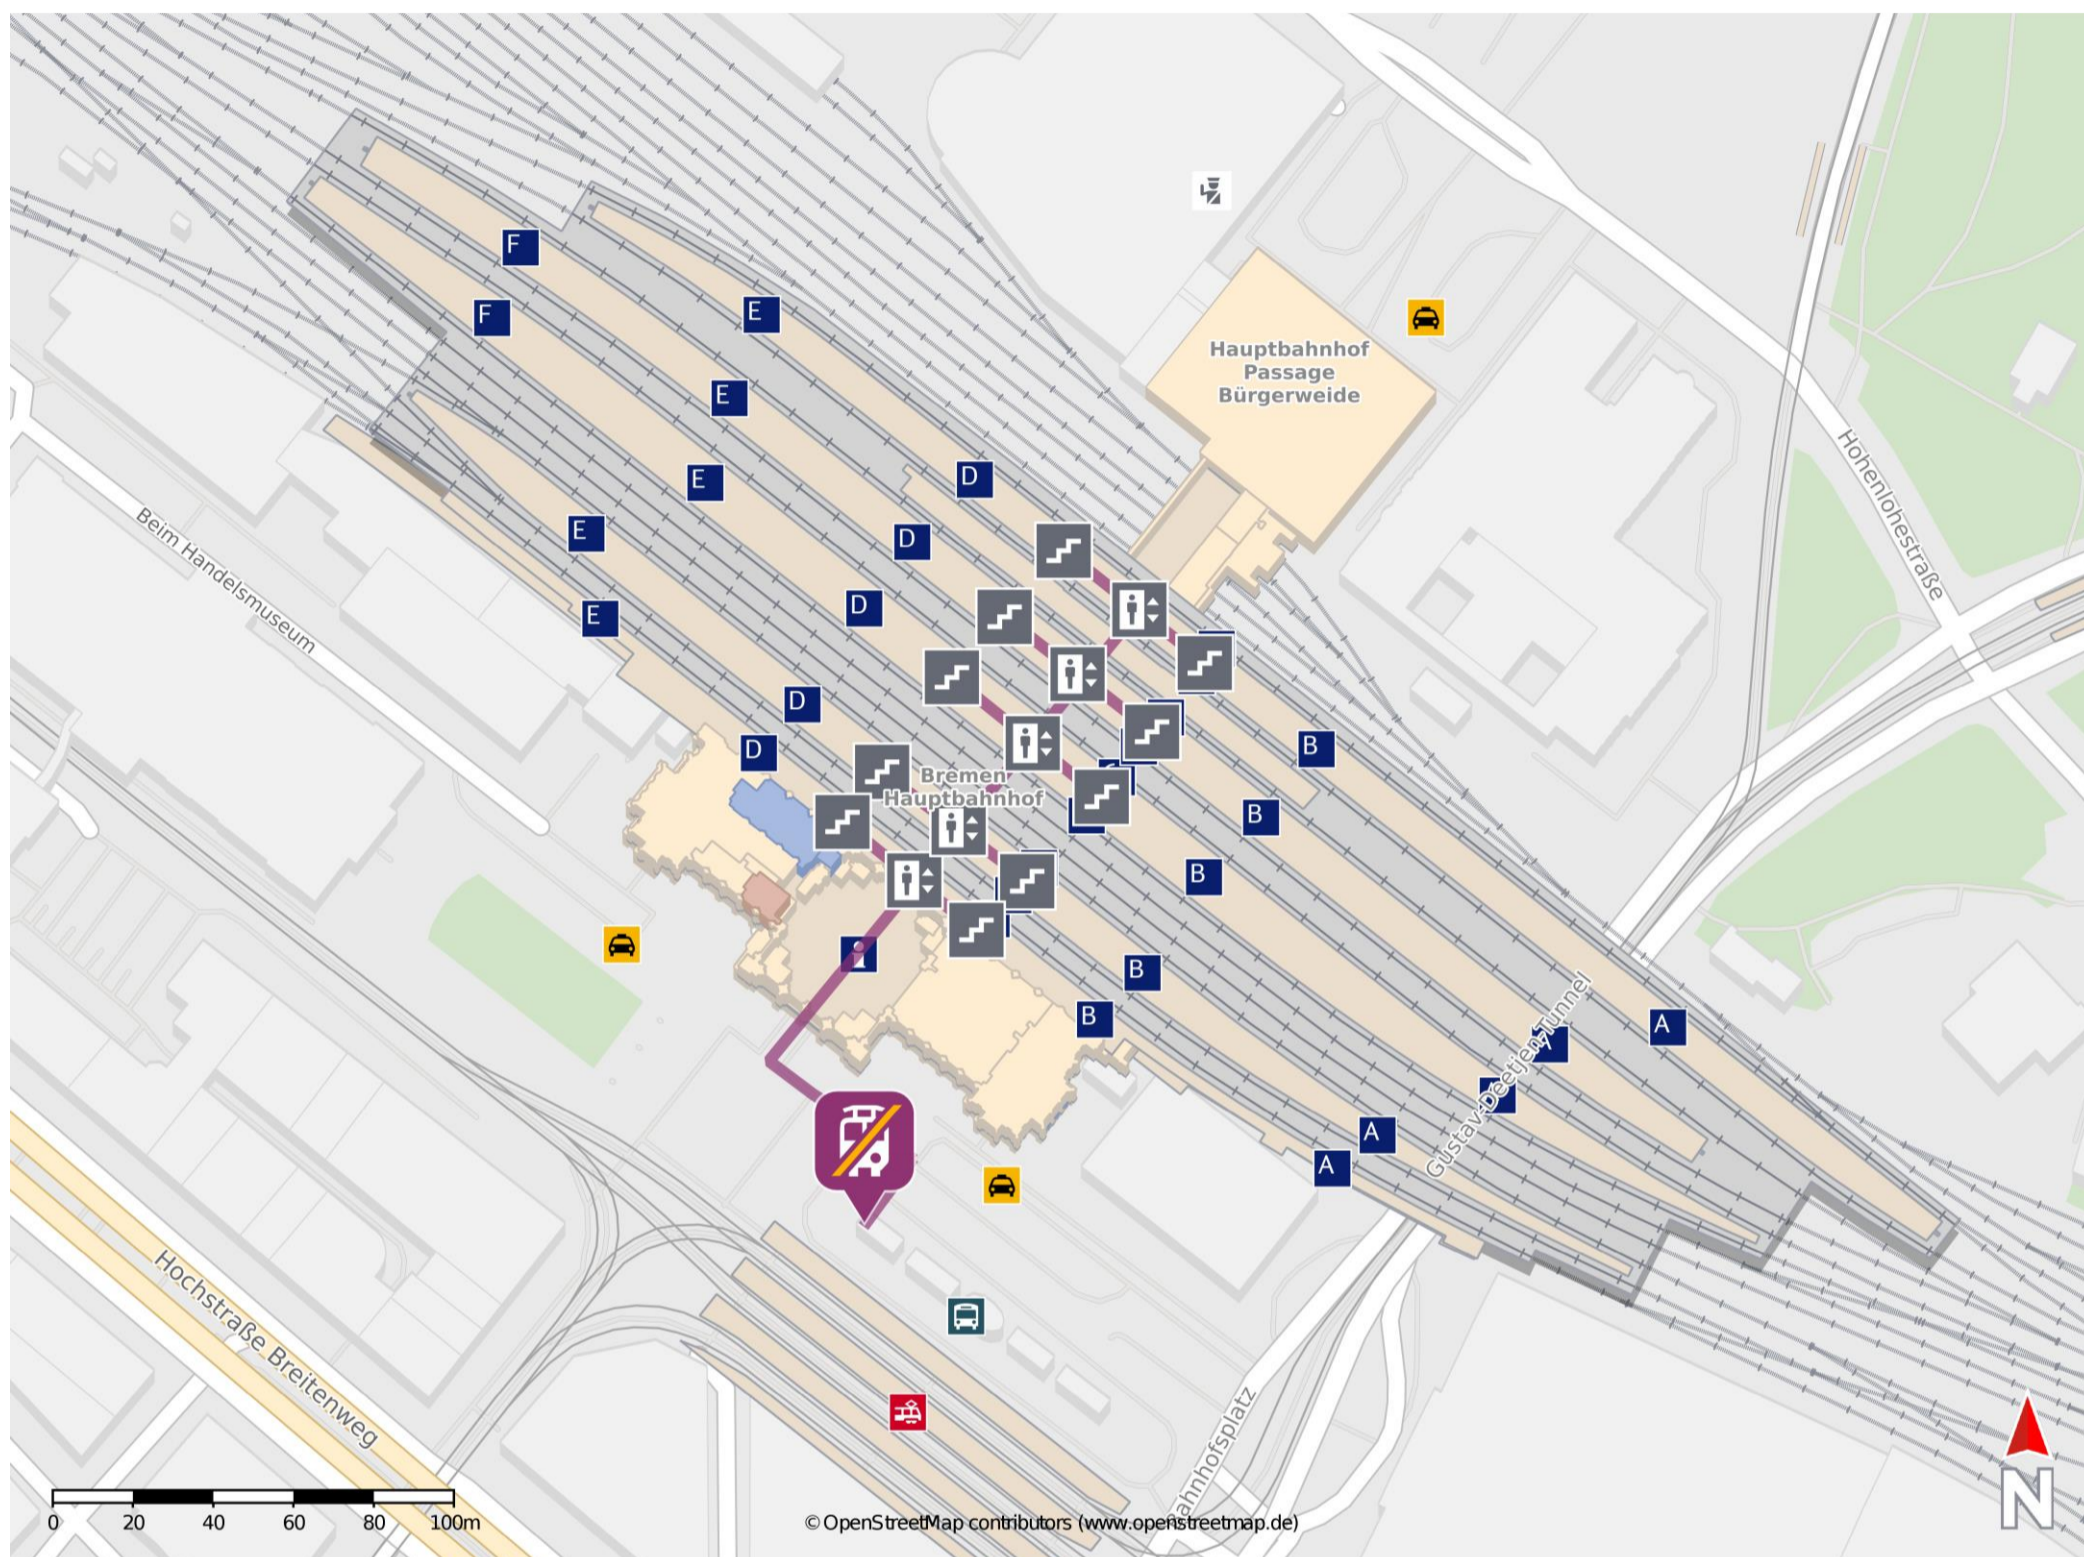 F
F
E
Hauptbahnhof
Passage
Bürgerweide
E
Hohenlohestraße
D
E
Beim Handelsmuseum
E
D
D
E
D
B
D
Bremen
Hauptbahnhof
B
B
i
B
B
A
Gustav-Deetjen-Tunnel
A
A
Hochstraße Breitenweg
ahnhofsplatz
N
0 20 40 60 80 100m
© OpenStreetMap contributors (www.openstreetmap.de)